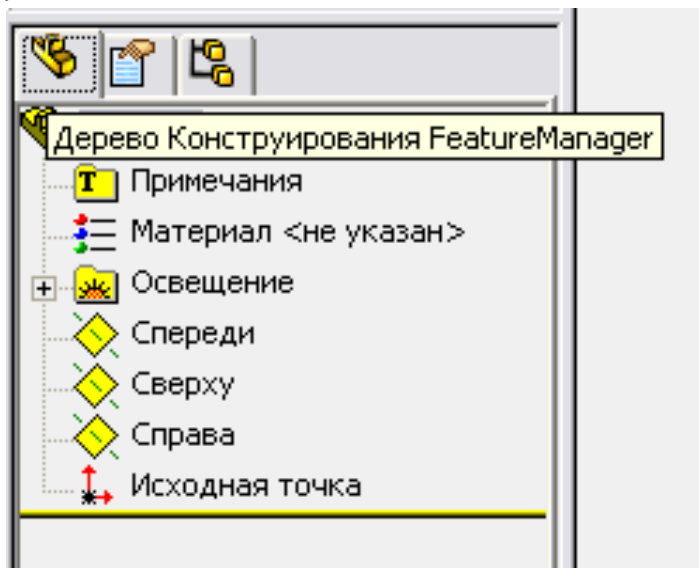 Дерево Конструирования FeatureManager
T Примечания
Материал <не указан>
Освещение
Спереди
Сверху
Справа
Исходная точка